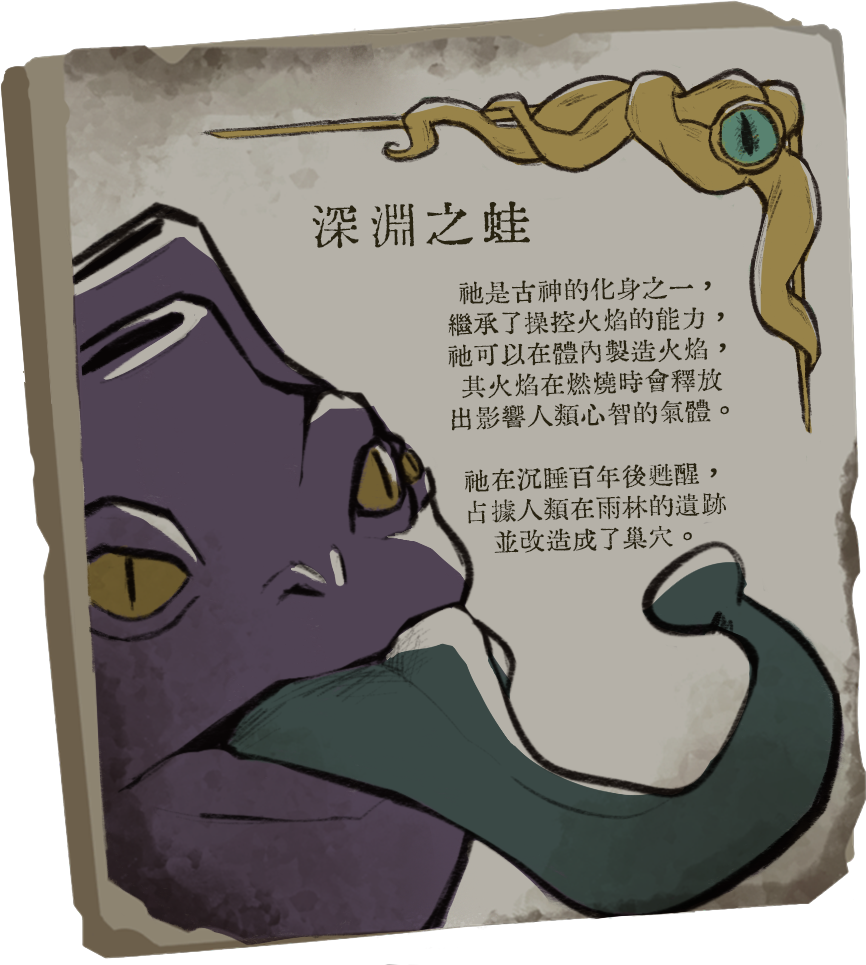 深淵之蛙
祂是古神的化身之一，
繼承了操控火焰的能力，
祂可以在體內製造火焰，
其火焰在燃燒時會釋放
出影響人類心智的氣體。
祂在沉睡百年後甦醒，
占據人類在雨林的遺跡
並改造成了巢穴。